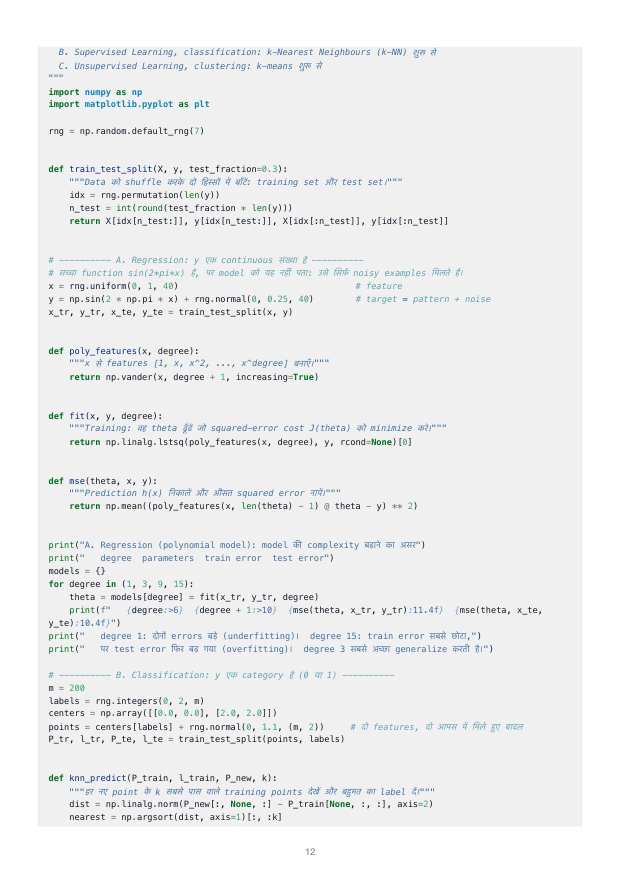 B. Supervised Learning, classification: k-Nearest Neighbours (k-NN) शुरू से
C. Unsupervised Learning, clustering: k-means शुरू से
"""
import numpy as np
import matplotlib.pyplot as plt
rng = np.random.default_rng(7)
def train_test_split(X, y, test_fraction=0.3):
"""Data को shuffle करके दो हिस्सों में बाँटें: training set और test set।"""
idx = rng.permutation(len(y))
n_test = int(round(test_fraction * len(y)))
return X[idx[n_test:]], y[idx[n_test:]], X[idx[:n_test]], y[idx[:n_test]]
# ---------- A. Regression: y एक continuous संख्या है ----------
# सच्चा function sin(2*pi*x) है, पर model को यह नहीं पता: उसे सिर्फ़ noisy examples मिलते हैं।
x = rng.uniform(0, 1, 40) # feature
y = np.sin(2 * np.pi * x) + rng.normal(0, 0.25, 40) # target = pattern + noise
x_tr, y_tr, x_te, y_te = train_test_split(x, y)
def poly_features(x, degree):
"""x से features [1, x, x^2, ..., x^degree] बनाएँ।"""
return np.vander(x, degree + 1, increasing=True)
def fit(x, y, degree):
"""Training: वह theta ढूँढें जो squared-error cost J(theta) को minimize करे।"""
return np.linalg.lstsq(poly_features(x, degree), y, rcond=None)[0]
def mse(theta, x, y):
"""Prediction h(x) निकालें और औसत squared error नापें।"""
return np.mean((poly_features(x, len(theta) - 1) @ theta - y) ** 2)
print("A. Regression (polynomial model): model की complexity बढ़ाने का असर")
print("   degree  parameters  train error  test error")
models = {}
for degree in (1, 3, 9, 15):
theta = models[degree] = fit(x_tr, y_tr, degree)
print(f"   {degree:>6}  {degree + 1:>10}  {mse(theta, x_tr, y_tr):11.4f}  {mse(theta, x_te,
y_te):10.4f}")
print("   degree 1: दोनों errors बड़े (underfitting)।  degree 15: train error सबसे छोटा,")
print("   पर test error फिर बढ़ गया (overfitting)।  degree 3 सबसे अच्छा generalize करती है।")
# ---------- B. Classification: y एक category है (0 या 1) ----------
m = 200
labels = rng.integers(0, 2, m)
centers = np.array([[0.0, 0.0], [2.0, 2.0]])
points = centers[labels] + rng.normal(0, 1.1, (m, 2)) # दो features, दो आपस में मिले हुए बादल
P_tr, l_tr, P_te, l_te = train_test_split(points, labels)
def knn_predict(P_train, l_train, P_new, k):
"""हर नए point के k सबसे पास वाले training points देखें और बहुमत का label दें।"""
dist = np.linalg.norm(P_new[:, None, :] - P_train[None, :, :], axis=2)
nearest = np.argsort(dist, axis=1)[:, :k]
12